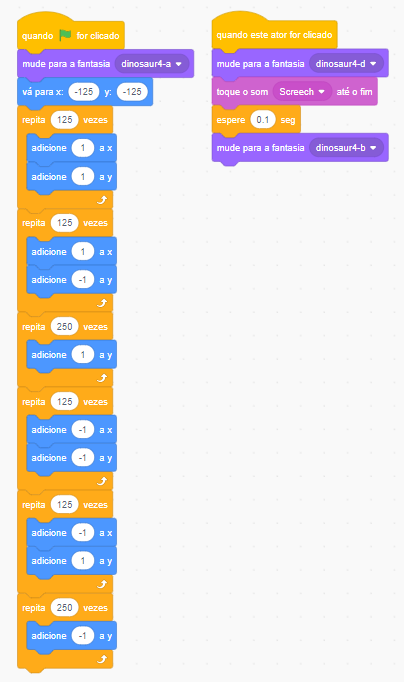 quando for clicado
mude para a fantasia dinosaur4-a
vá para x: -125 y: -125
repita 125 vezes
adicione 1 a x
adicione 1 a y
repita 125 vezes
adicione 1 a x
adicione -1 a y
repita 250 vezes
adicione 1 a y
repita 125 vezes
adicione -1 a x
adicione -1 a y
repita 125 vezes
adicione -1 a x
adicione 1 a y
repita 250 vezes
adicione -1 a y
quando este ator for clicado
mude para a fantasia dinosaur4-d
toque o som Screech até o fim
espere 0.1 seg
mude para a fantasia dinosaur4-b